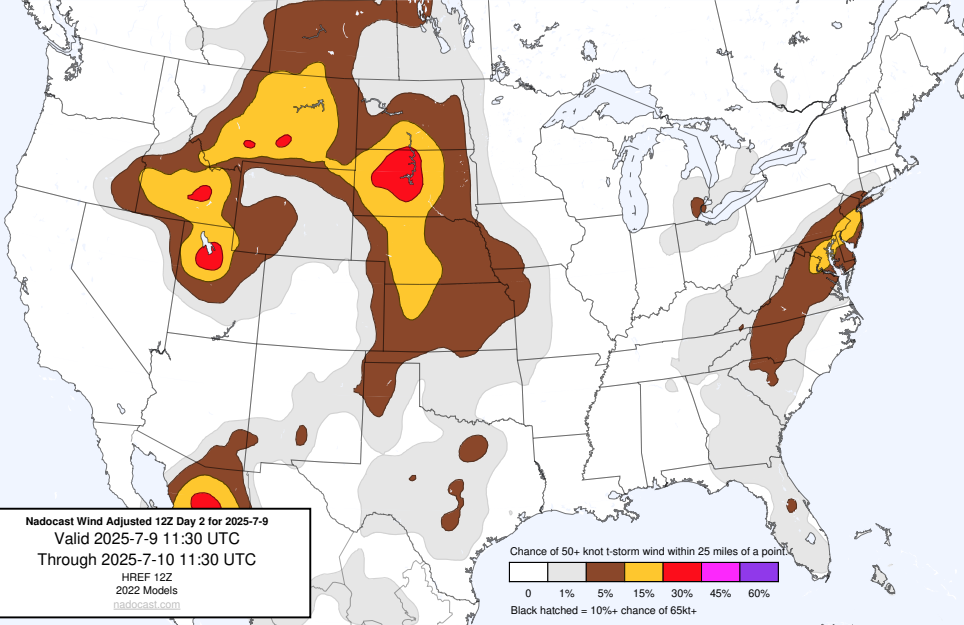 Nadocast Wind Adjusted 12Z Day 2 for 2025-7-9
Valid 2025-7-9 11:30 UTC
Through 2025-7-10 11:30 UTC
HREF 12Z
2022 Models
nadocast.com
Chance of 50+ knot t-storm wind within 25 miles of a point.
0 1% 5% 15% 30% 45% 60%
Black hatched = 10%+ chance of 65kt+